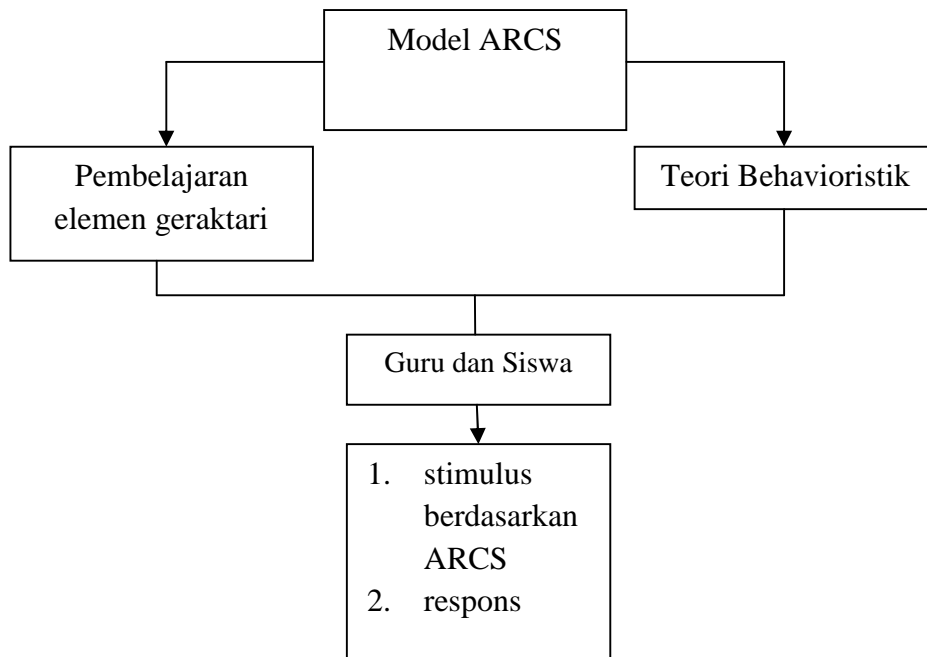 Model ARCS
Pembelajaran
elemen geraktari
Teori Behavioristik
Guru dan Siswa
1. stimulus
berdasarkan
ARCS
2. respons